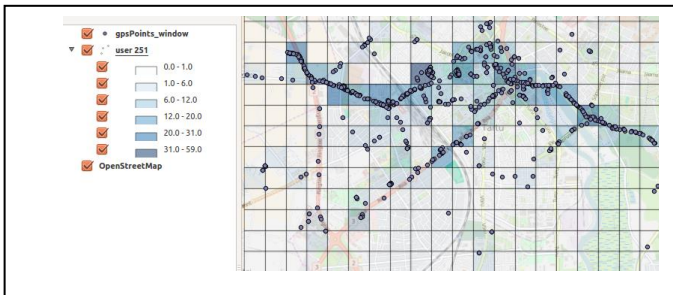 gpsPoints_window
user 251
0.0 - 1.0
1.0 - 6.0
6.0 - 12.0
12.0 - 20.0
20.0 - 31.0
31.0 - 59.0
OpenStreetMap
Tartu